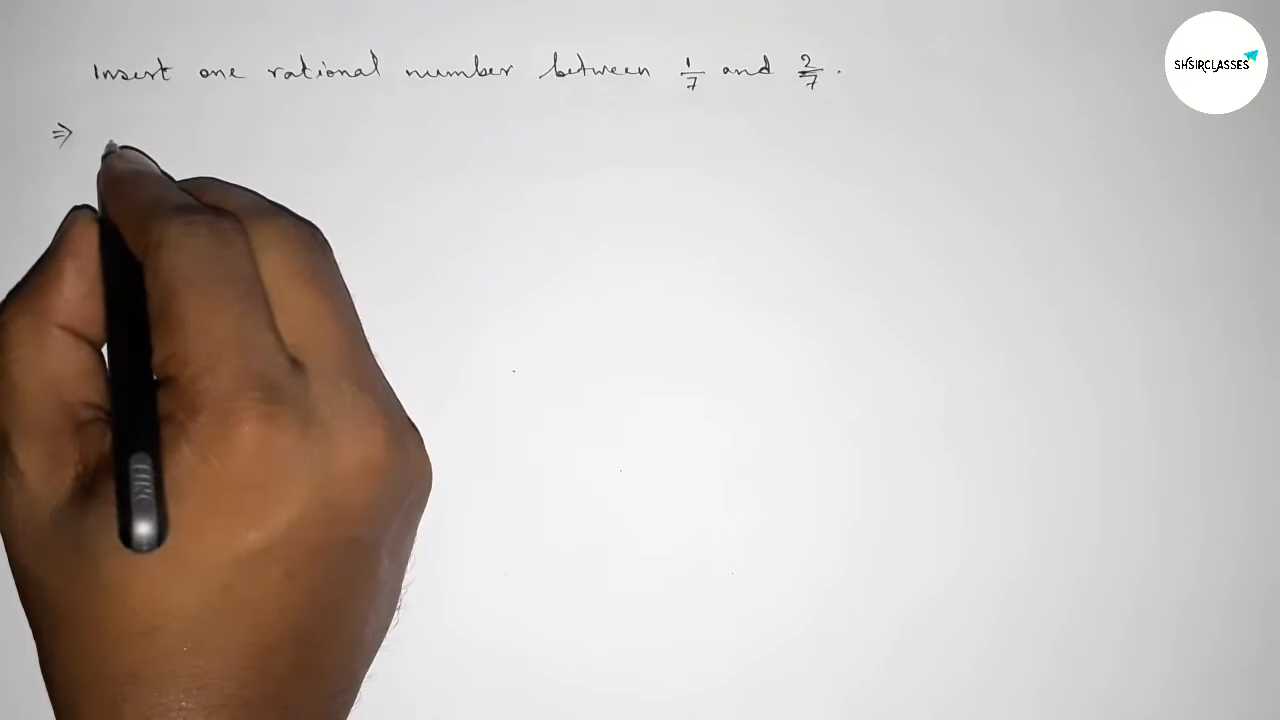 Insert one rational number between 1/7 and 2/7.
⇒
SHSIRCLASSES